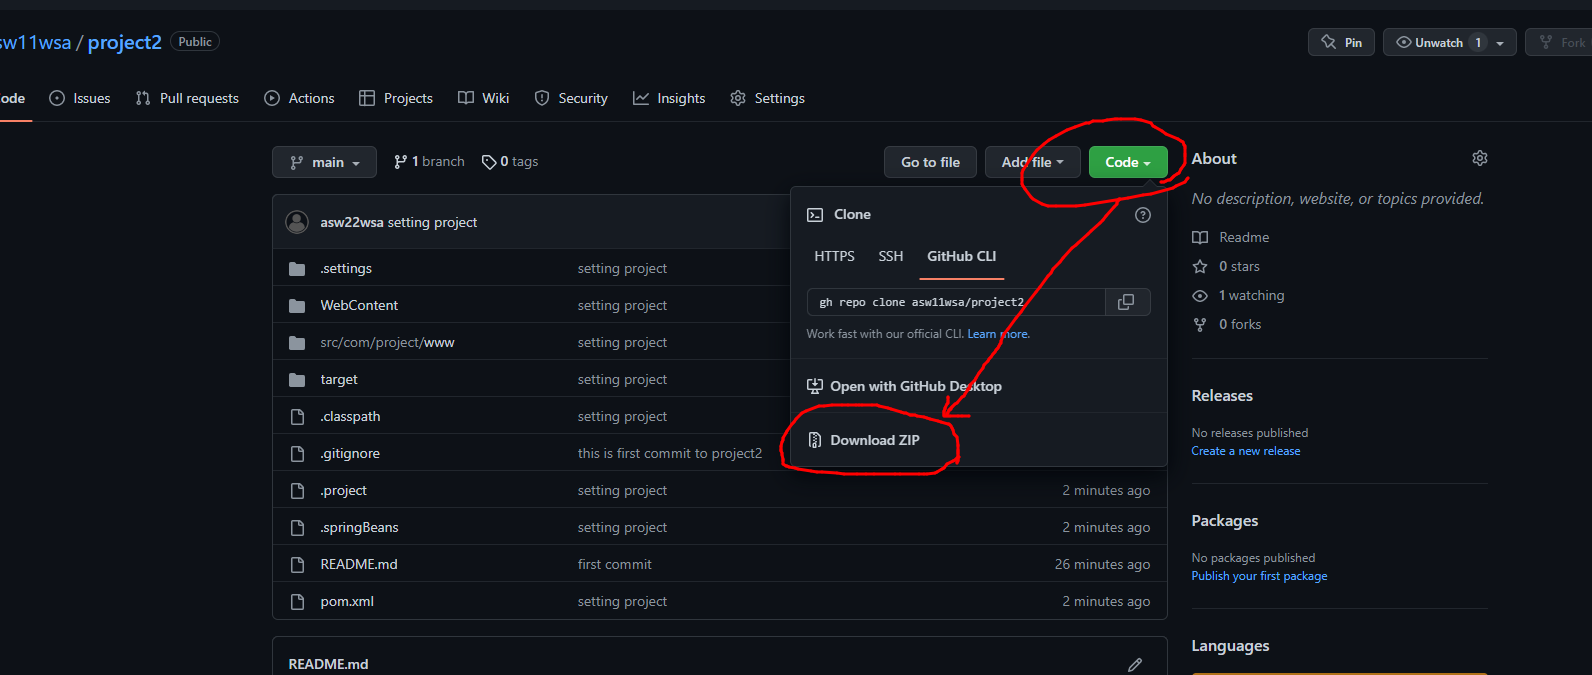 sw11wsa / project2 Public
Pin Unwatch 1 Fork
ode Issues Pull requests Actions Projects Wiki Security Insights Settings
main 1 branch 0 tags Go to file Add file Code
About
No description, website, or topics provided.
Readme
0 stars
1 watching
0 forks
Releases
No releases published
Create a new release
Packages
No packages published
Publish your first package
Languages
asw22wsa setting project
.settings setting project
WebContent setting project
src/com/project/www setting project
target setting project
.classpath setting project
.gitignore this is first commit to project2
.project setting project 2 minutes ago
.springBeans setting project 2 minutes ago
README.md first commit 26 minutes ago
pom.xml setting project 2 minutes ago
README.md
Clone
HTTPS SSH GitHub CLI
gh repo clone asw11wsa/project2
Work fast with our official CLI. Learn more.
Open with GitHub Desktop
Download ZIP